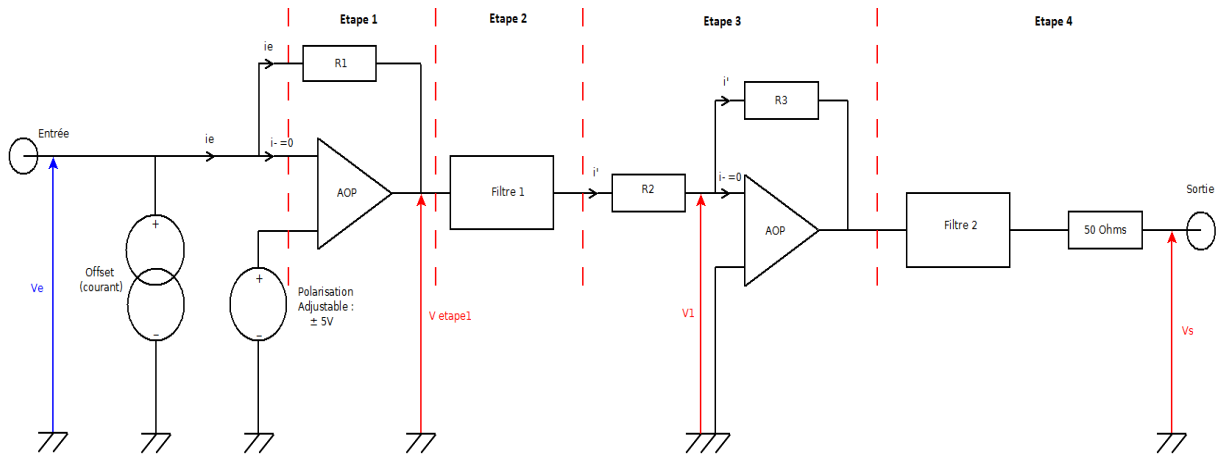 Etape 1
Etape 2
Etape 3
Etape 4
ie
R1
Entrée
ie
i- =0
AOP
Filtre 1
i'
R2
i'
R3
i- =0
AOP
Filtre 2
50 Ohms
Sortie
+
-
Offset
(courant)
+
-
Polarisation
Adjustable :
± 5V
Ve
V etape1
V1
Vs